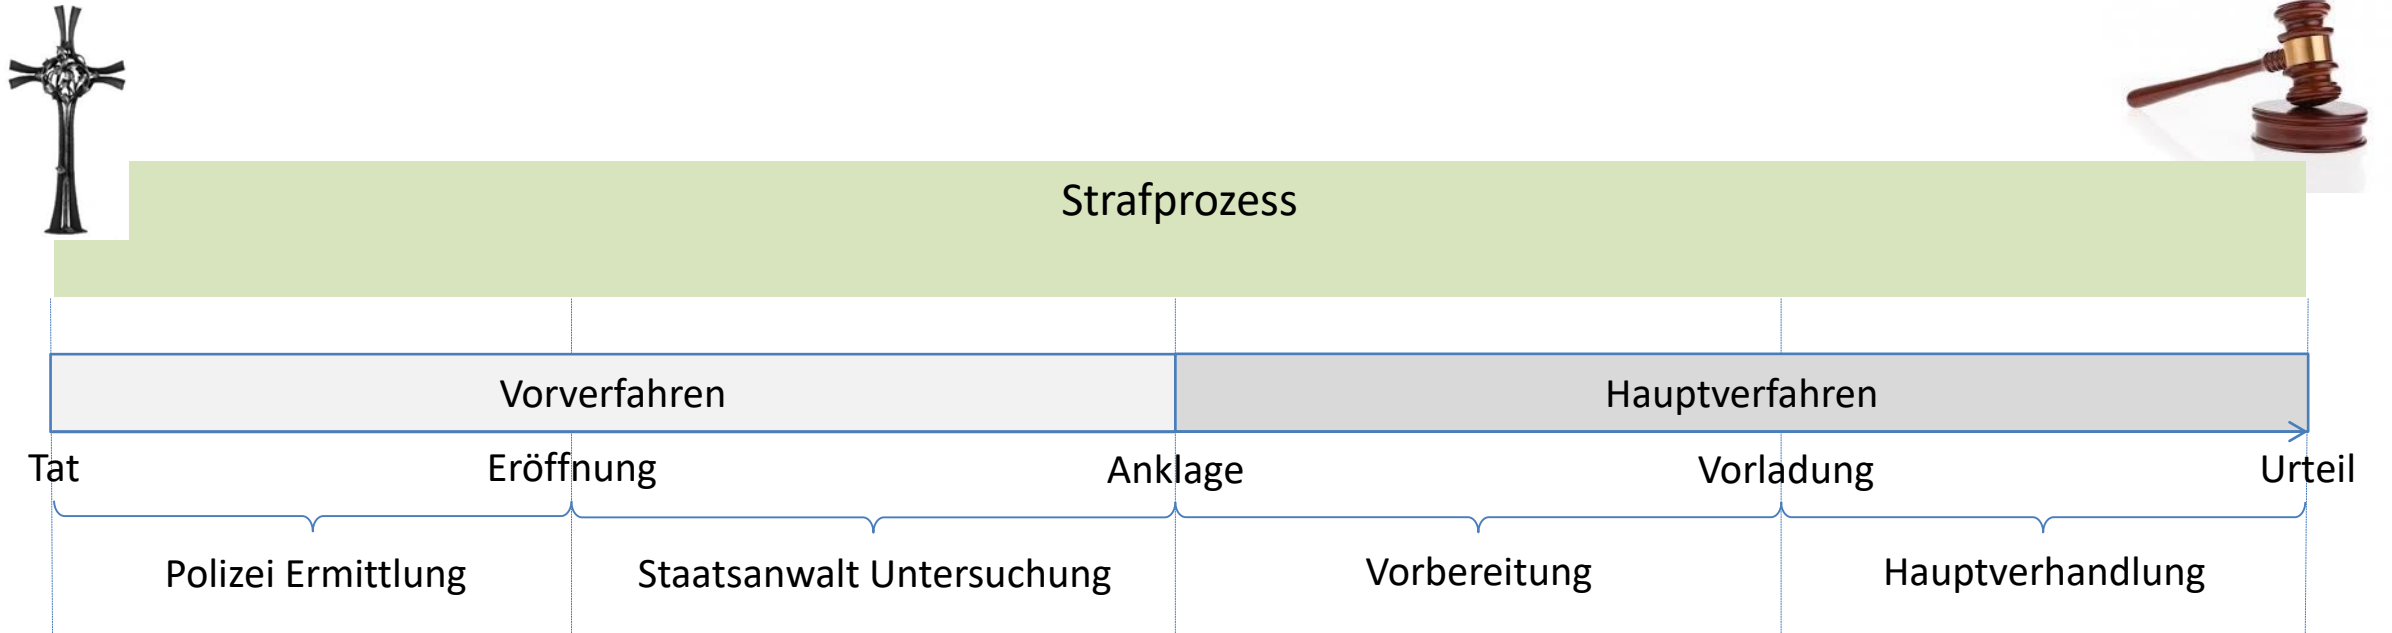 Strafprozess
Vorverfahren Hauptverfahren
Tat Eröffnung Anklage Vorladung Urteil
Polizei Ermittlung Staatsanwalt Untersuchung Vorbereitung Hauptverhandlung